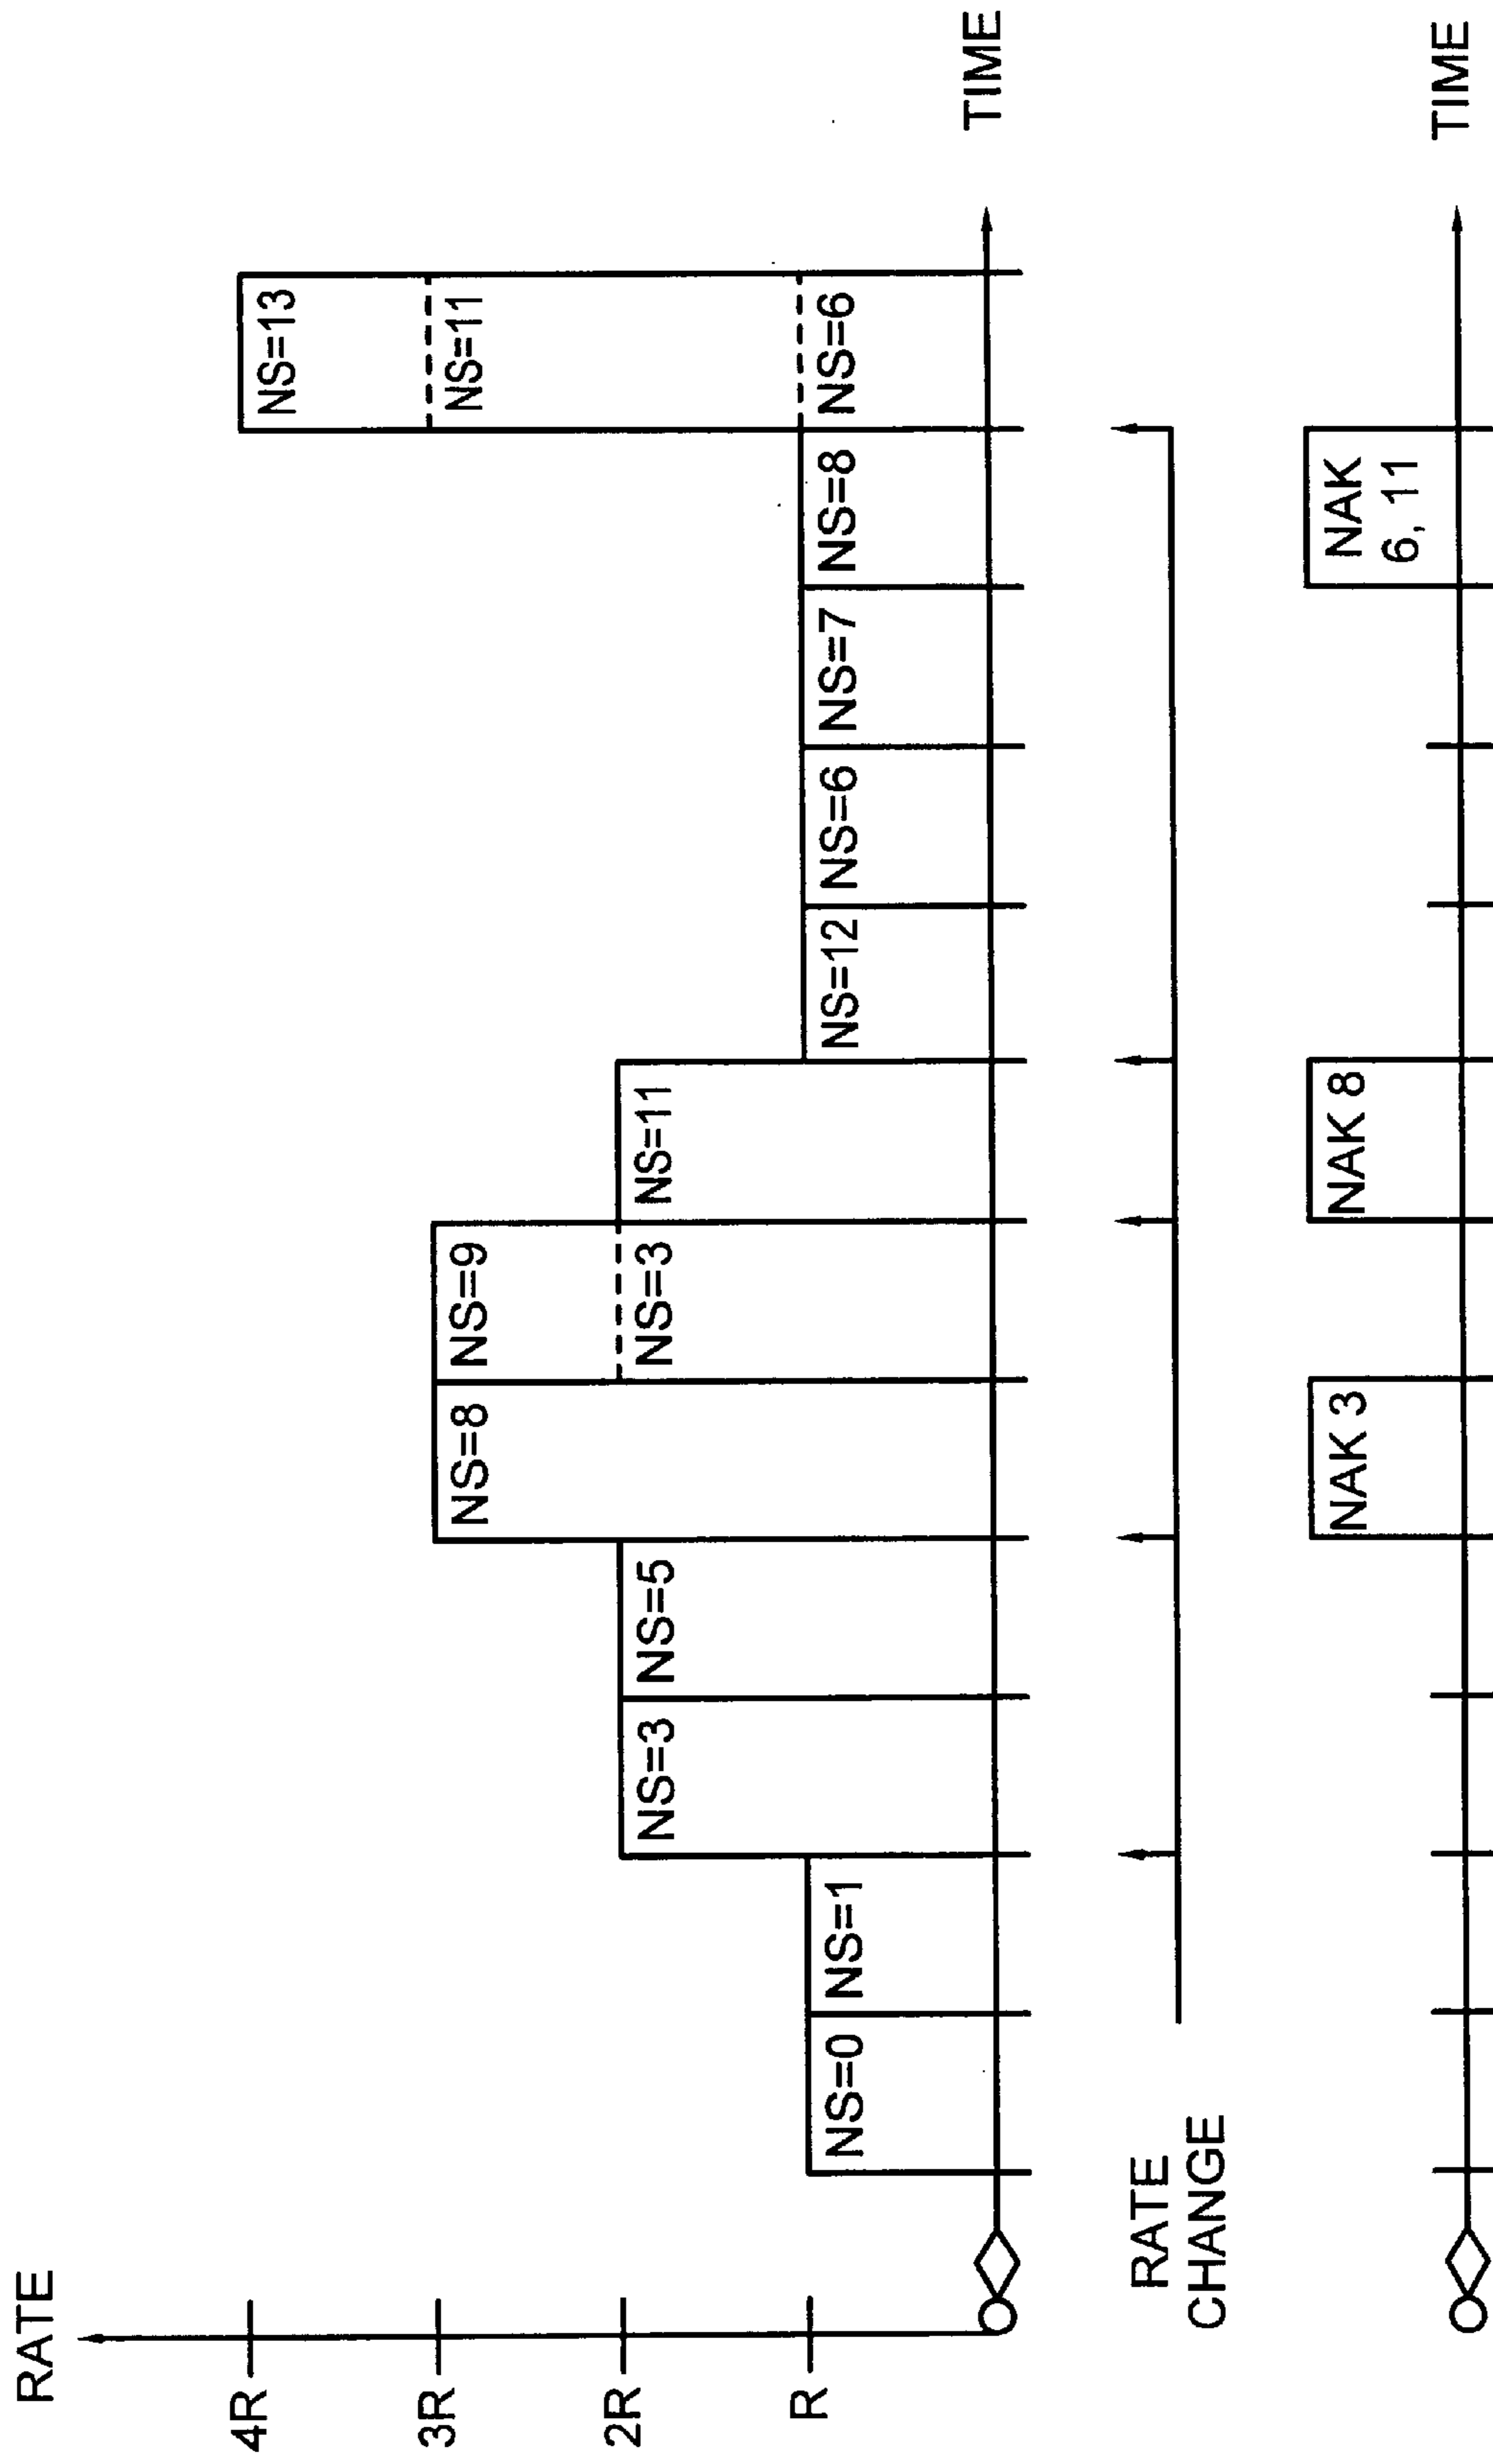 RATE
4R
3R
2R
R
NS=0
NS=1
NS=3
NS=5
NS=8
NS=9
NS=3
NS=11
NS=12
NS=6
NS=7
NS=8
NS=13
NS=11
NS=6
TIME
RATE
CHANGE
NAK 3
NAK 8
NAK
6, 11
TIME